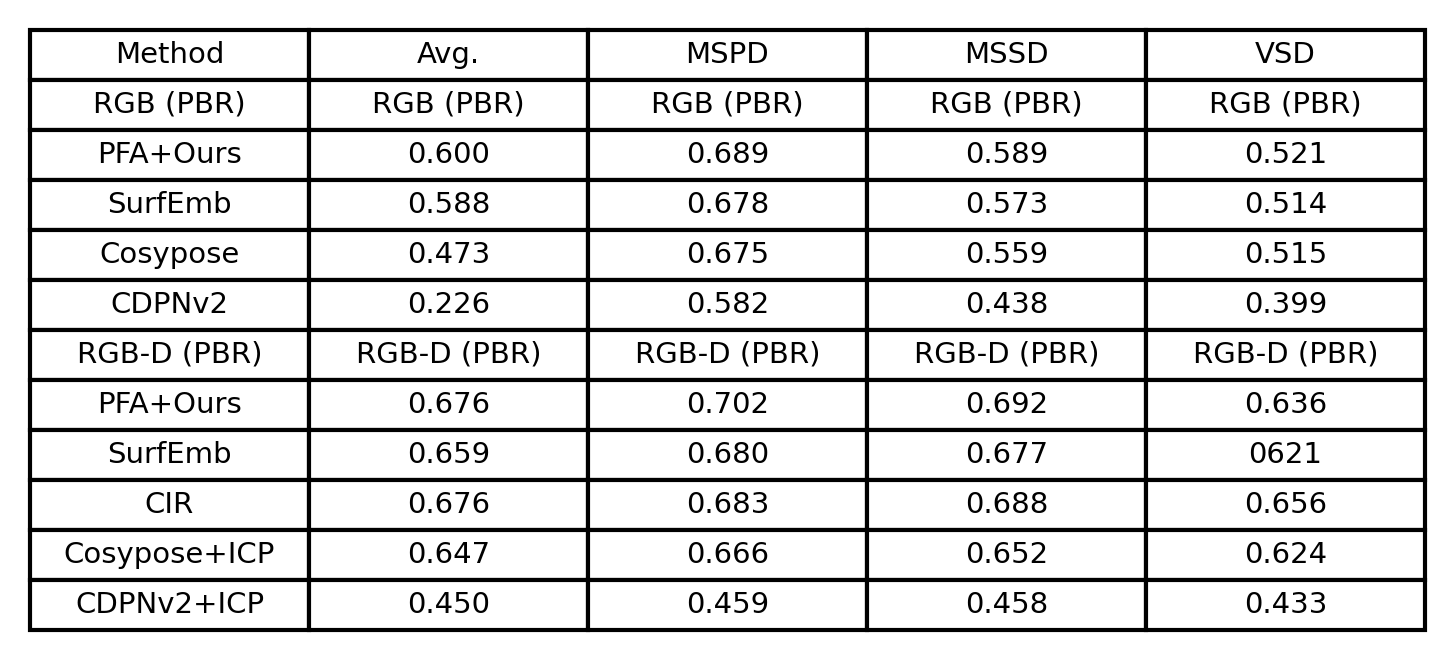 Method Avg. MSPD MSSD VSD
RGB (PBR) RGB (PBR) RGB (PBR) RGB (PBR) RGB (PBR)
PFA+Ours 0.600 0.689 0.589 0.521
SurfEmb 0.588 0.678 0.573 0.514
Cosypose 0.473 0.675 0.559 0.515
CDPNv2 0.226 0.582 0.438 0.399
RGB-D (PBR) RGB-D (PBR) RGB-D (PBR) RGB-D (PBR) RGB-D (PBR)
PFA+Ours 0.676 0.702 0.692 0.636
SurfEmb 0.659 0.680 0.677 0621
CIR 0.676 0.683 0.688 0.656
Cosypose+ICP 0.647 0.666 0.652 0.624
CDPNv2+ICP 0.450 0.459 0.458 0.433